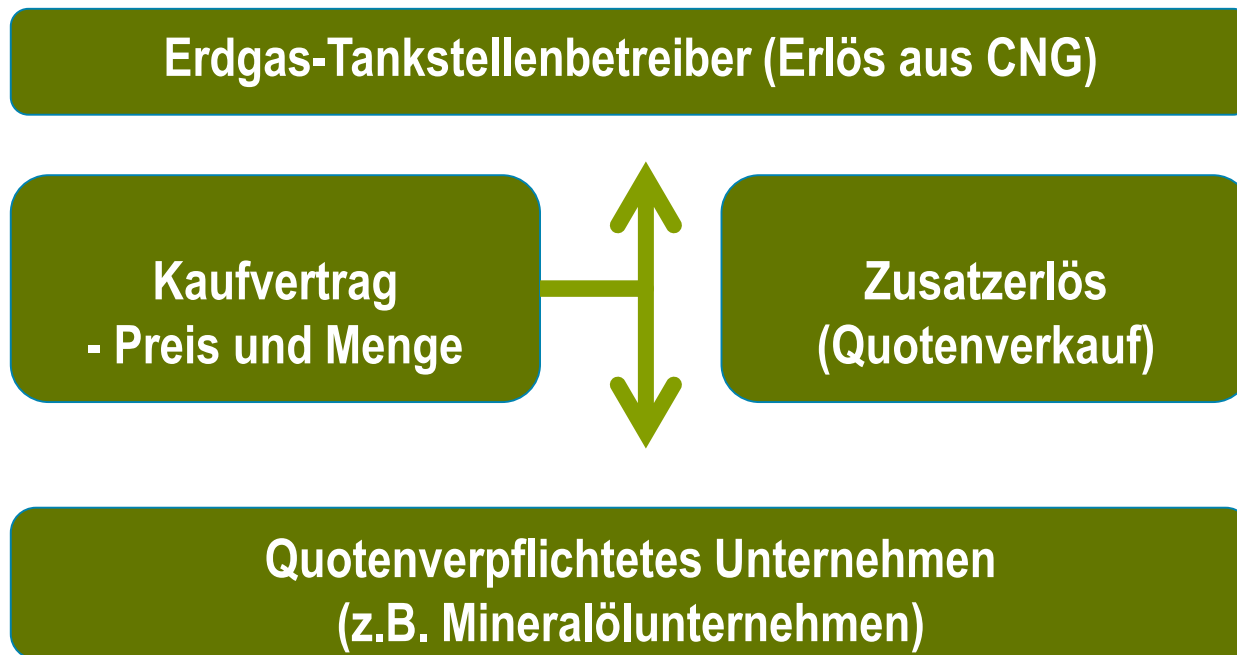 Erdgas-Tankstellenbetreiber (Erlös aus CNG)
Kaufvertrag
- Preis und Menge
Zusatzerlös
(Quotenverkauf)
Quotenverpflichtetes Unternehmen
(z.B. Mineralölunternehmen)